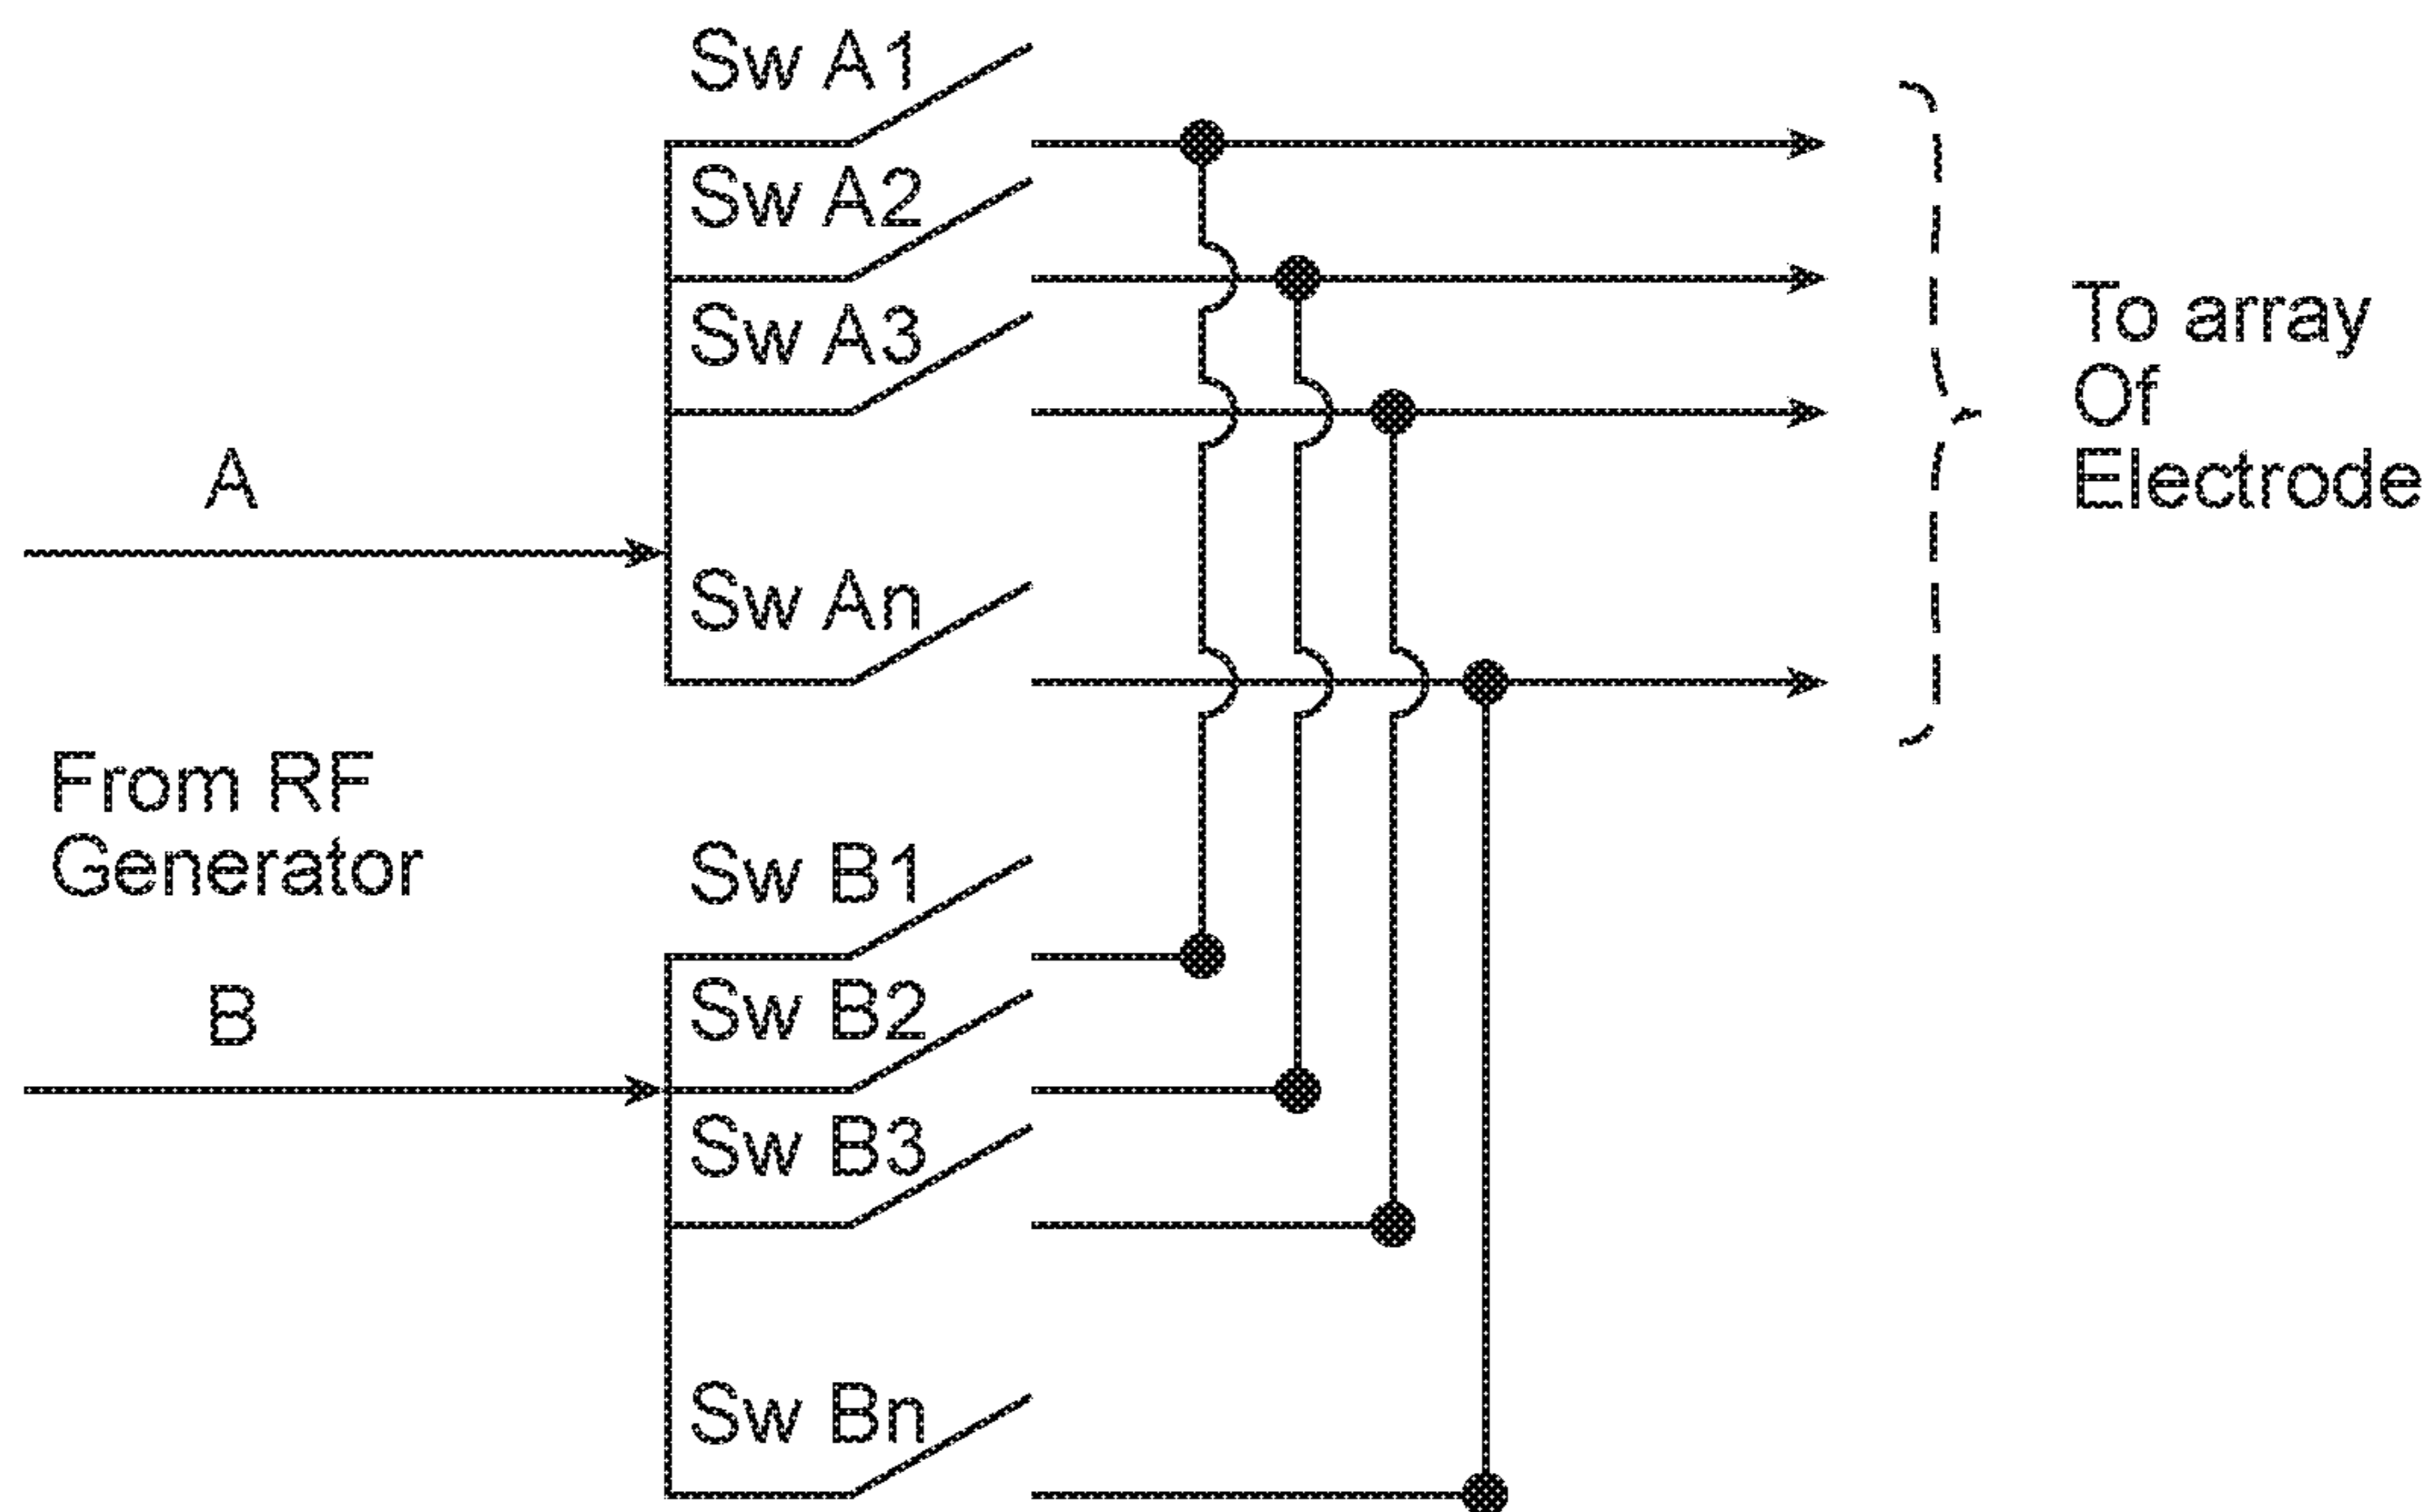 Sw A1
Sw A2
Sw A3
A
Sw An
To array
Of
Electrode
From RF
Generator
Sw B1
B
Sw B2
Sw B3
Sw Bn